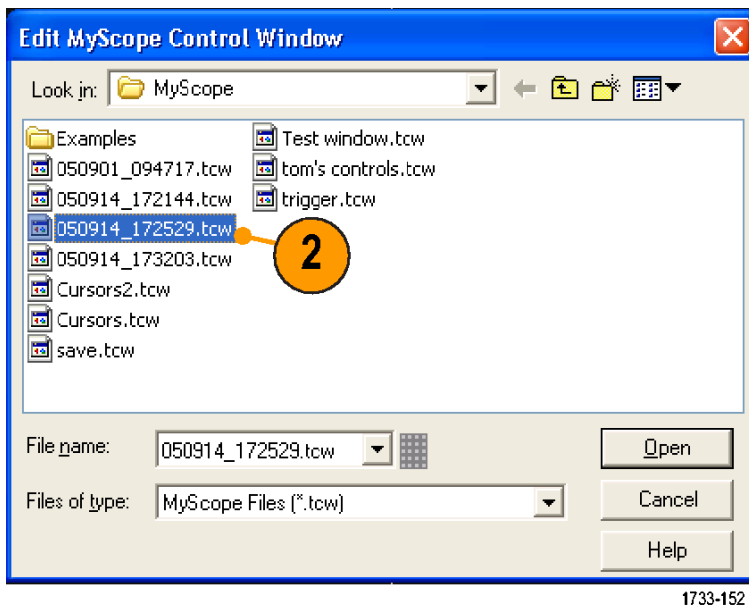 Edit MyScope Control Window
Look in: MyScope
Examples
050901_094717.tcw
050914_172144.tcw
050914_172529.tcw
050914_173203.tcw
Cursors2.tcw
Cursors.tcw
save.tcw
Test window.tcw
tom's controls.tcw
trigger.tcw
2
File name: 050914_172529.tcw Open
Files of type: MyScope Files (*.tcw) Cancel
Help
1733-152